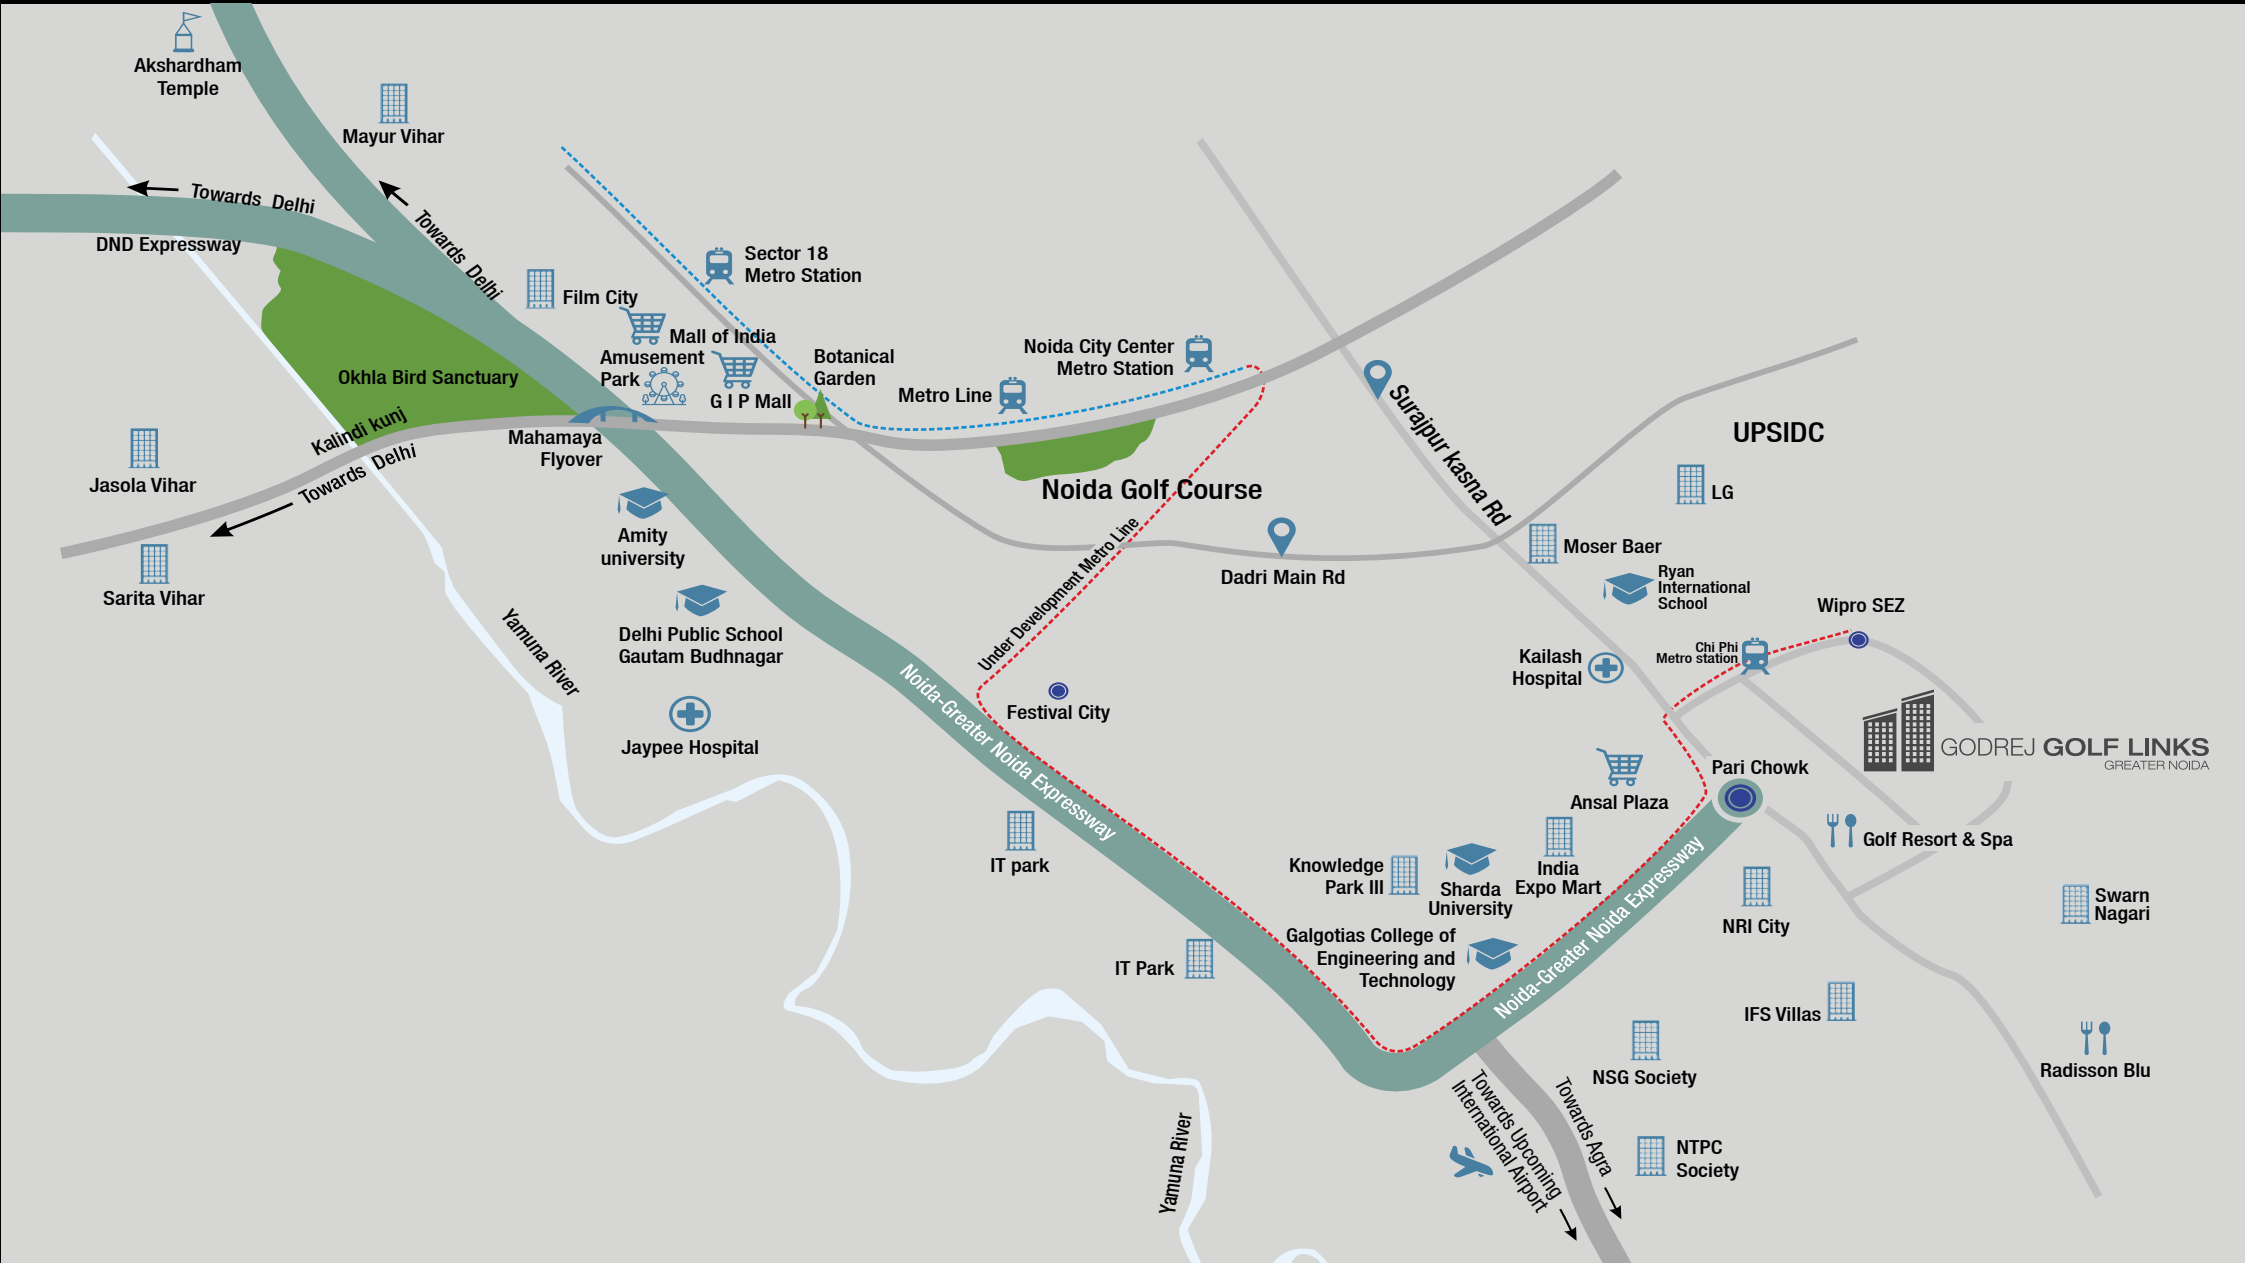 Akshardham
Temple
Mayur Vihar
Towards Delhi
DND Expressway
Towards Delhi
Sector 18
Metro Station
Film City
Mall of India
Amusement
Park
G I P Mall
Botanical
Garden
Noida City Center
Metro Station
Metro Line
Okhla Bird Sanctuary
Kalindi kunj
Towards Delhi
Mahamaya
Flyover
Jasola Vihar
Sarita Vihar
Noida Golf Course
Surajpur kasna Rd
UPSIDC
LG
Moser Baer
Ryan
International
School
Wipro SEZ
Amity
university
Under Development Metro Line
Dadri Main Rd
Delhi Public School
Gautam Budhnagar
Yamuna River
Kailash
Hospital
Chi Phi
Metro station
Festival City
Noida-Greater Noida Expressway
Jaypee Hospital
GODREJ GOLF LINKS
GREATER NOIDA
Pari Chowk
Ansal Plaza
Golf Resort & Spa
IT park
Knowledge
Park III
Sharda
University
India
Expo Mart
Noida-Greater Noida Expressway
Swarn
Nagari
NRI City
Galgotias College of
Engineering and
Technology
IT Park
IFS Villas
NSG Society
Radisson Blu
Towards Upcoming
International Airport
Towards Agra
NTPC
Society
Yamuna River